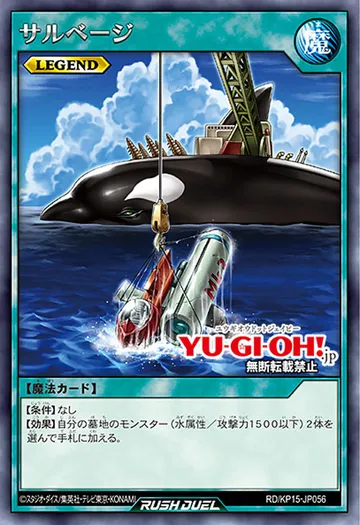 サルベージ
魔
LEGEND
ユウギオウドットジェイピー
YU-GI-OH!.jp
無断転載禁止
【魔法カード】
【条件】なし
【効果】自分の墓地のモンスター(水属性/攻撃力1500以下)2体を
選んで手札に加える。
©スタジオ・ダイス/集英社・テレビ東京・KONAMI
RUSH DUEL
RD/KP15-JP056